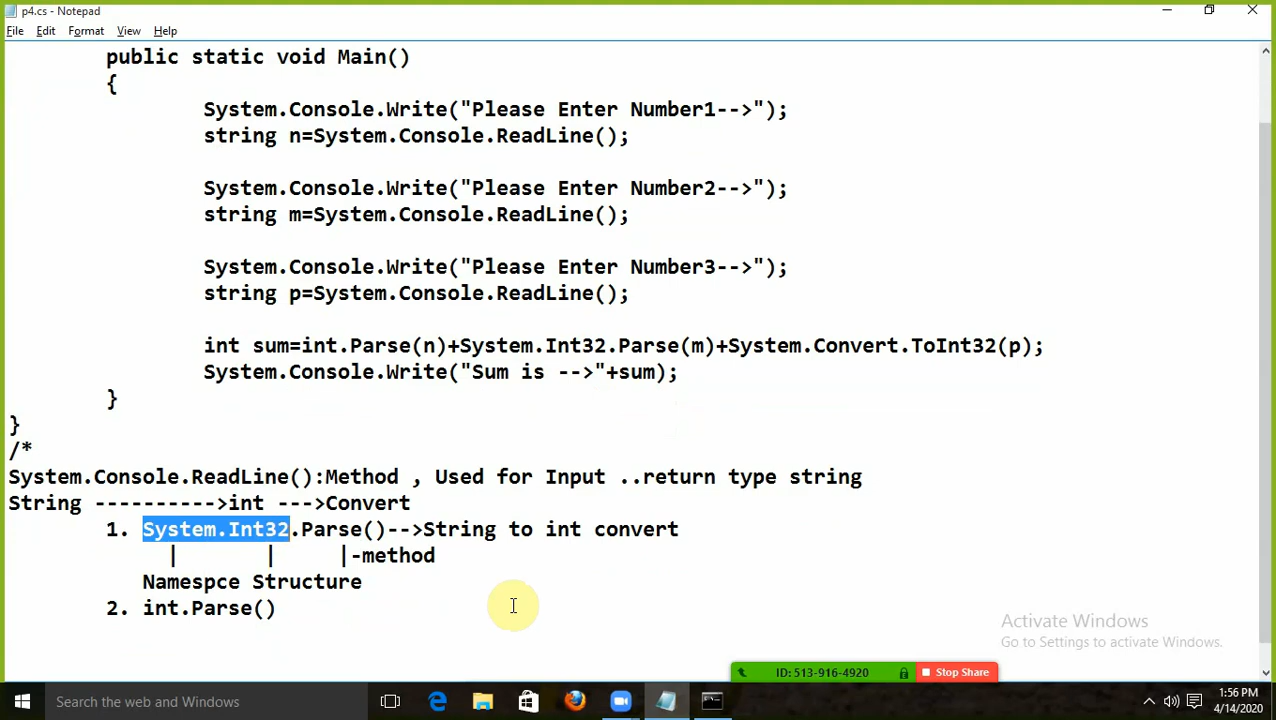 p4.cs - Notepad
File Edit Format View Help
public static void Main()
{
System.Console.Write("Please Enter Number1-->");
string n=System.Console.ReadLine();
System.Console.Write("Please Enter Number2-->");
string m=System.Console.ReadLine();
System.Console.Write("Please Enter Number3-->");
string p=System.Console.ReadLine();
int sum=int.Parse(n)+System.Int32.Parse(m)+System.Convert.ToInt32(p);
System.Console.Write("Sum is -->"+sum);
}
}
/*
System.Console.ReadLine():Method , Used for Input ..return type string
String ---------->int --->Convert
1. System.Int32.Parse()-->String to int convert
| | |-method
Namespce Structure
2. int.Parse()
Activate Windows
Go to Settings to activate Windows.
ID: 513-916-4920 Stop Share
Search the web and Windows
1:56 PM
4/14/2020